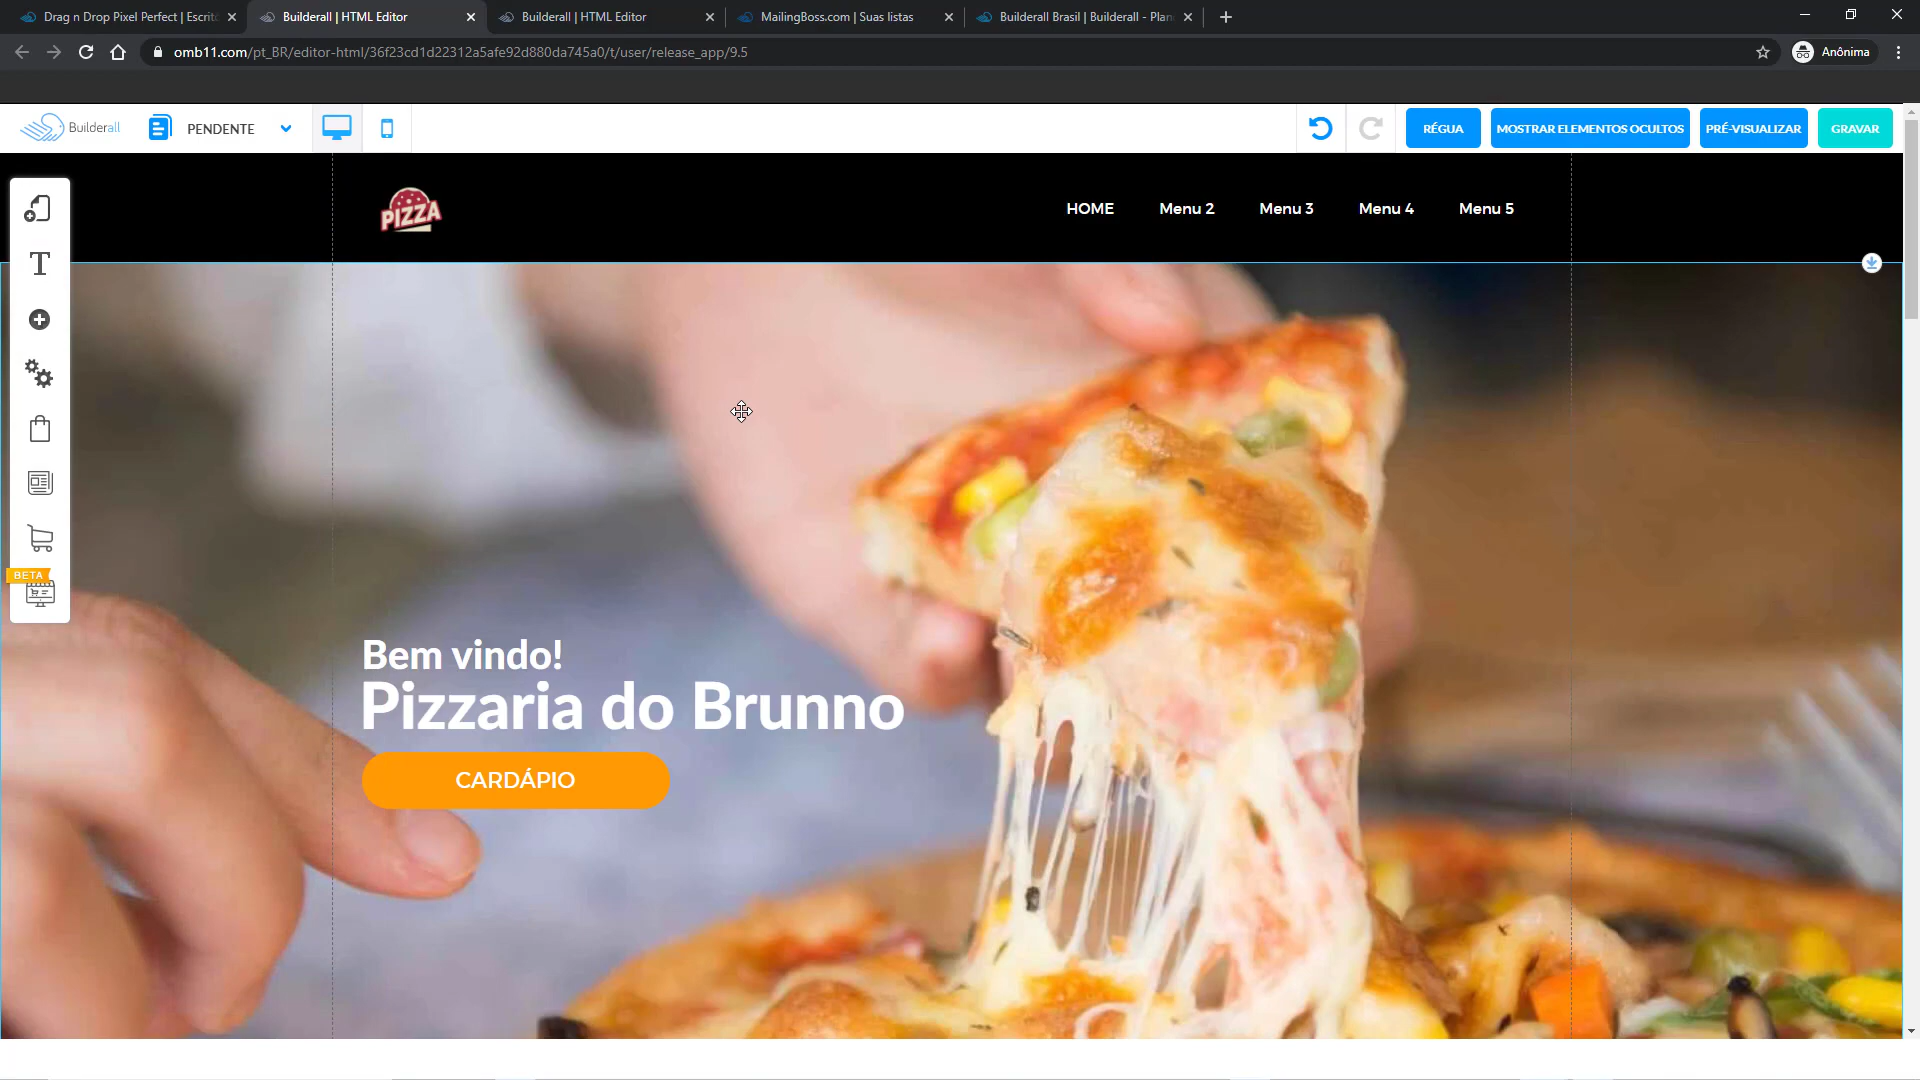 Drag n Drop Pixel Perfect | Escritó
Builderall | HTML Editor
Builderall | HTML Editor
MailingBoss.com | Suas listas
Builderall Brasil | Builderall - Plan
omb11.com/pt_BR/editor-html/36f23cd1d22312a5afe92d880da745a0/t/user/release_app/9.5
Anônima
Builderall
PENDENTE
RÉGUA
MOSTRAR ELEMENTOS OCULTOS
PRÉ-VISUALIZAR
GRAVAR
PIZZA
HOME
Menu 2
Menu 3
Menu 4
Menu 5
T
BETA
Bem vindo!
Pizzaria do Brunno
CARDÁPIO